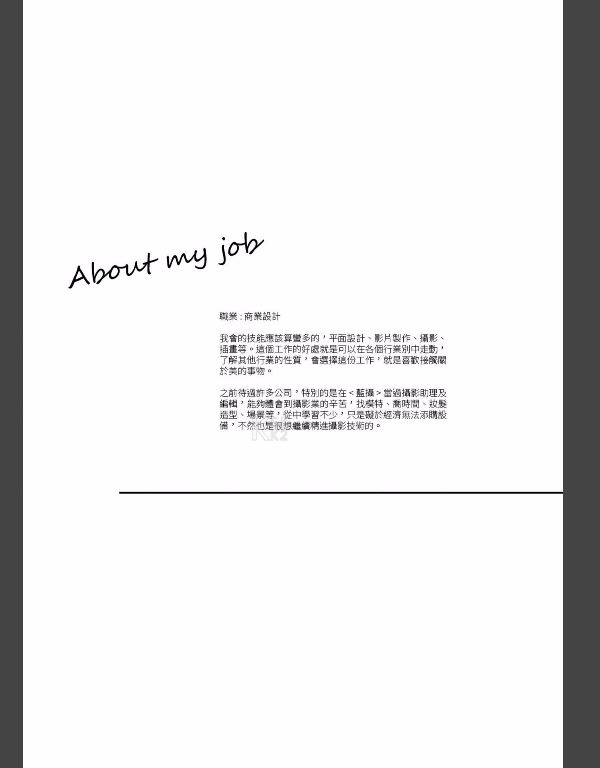 About my job
職業 : 商業設計
我會的技能應該算蠻多的，平面設計、影片製作、攝影、
插畫等。這個工作的好處就是可以在各個行業別中走動，
了解其他行業的性質，會選擇這份工作，就是喜歡接觸關
於美的事物。
之前待過許多公司，特別的是在＜藍攝＞當過攝影助理及
編輯，能夠體會到攝影業的辛苦，找模特、喬時間、妝髮
造型、場景等，從中學習不少，只是礙於經濟無法添購設
備，不然也是很想繼續精進攝影技術的。